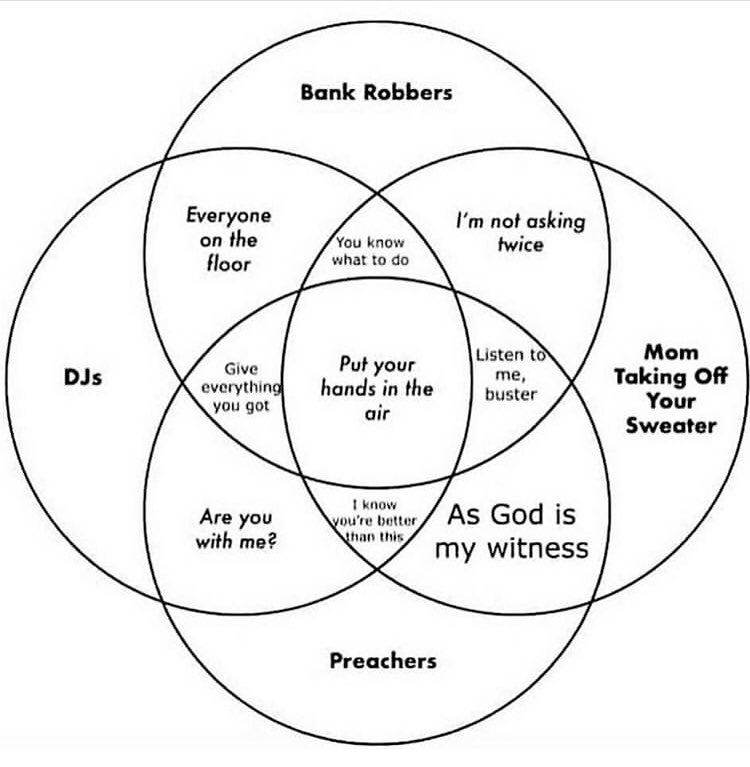 Bank Robbers
Everyone
on the
floor
You know
what to do
I'm not asking
twice
DJs
Give
everything
you got
Put your
hands in the
air
Listen to
me,
buster
Mom
Taking Off
Your
Sweater
Are you
with me?
I know
you're better
than this
As God is
my witness
Preachers